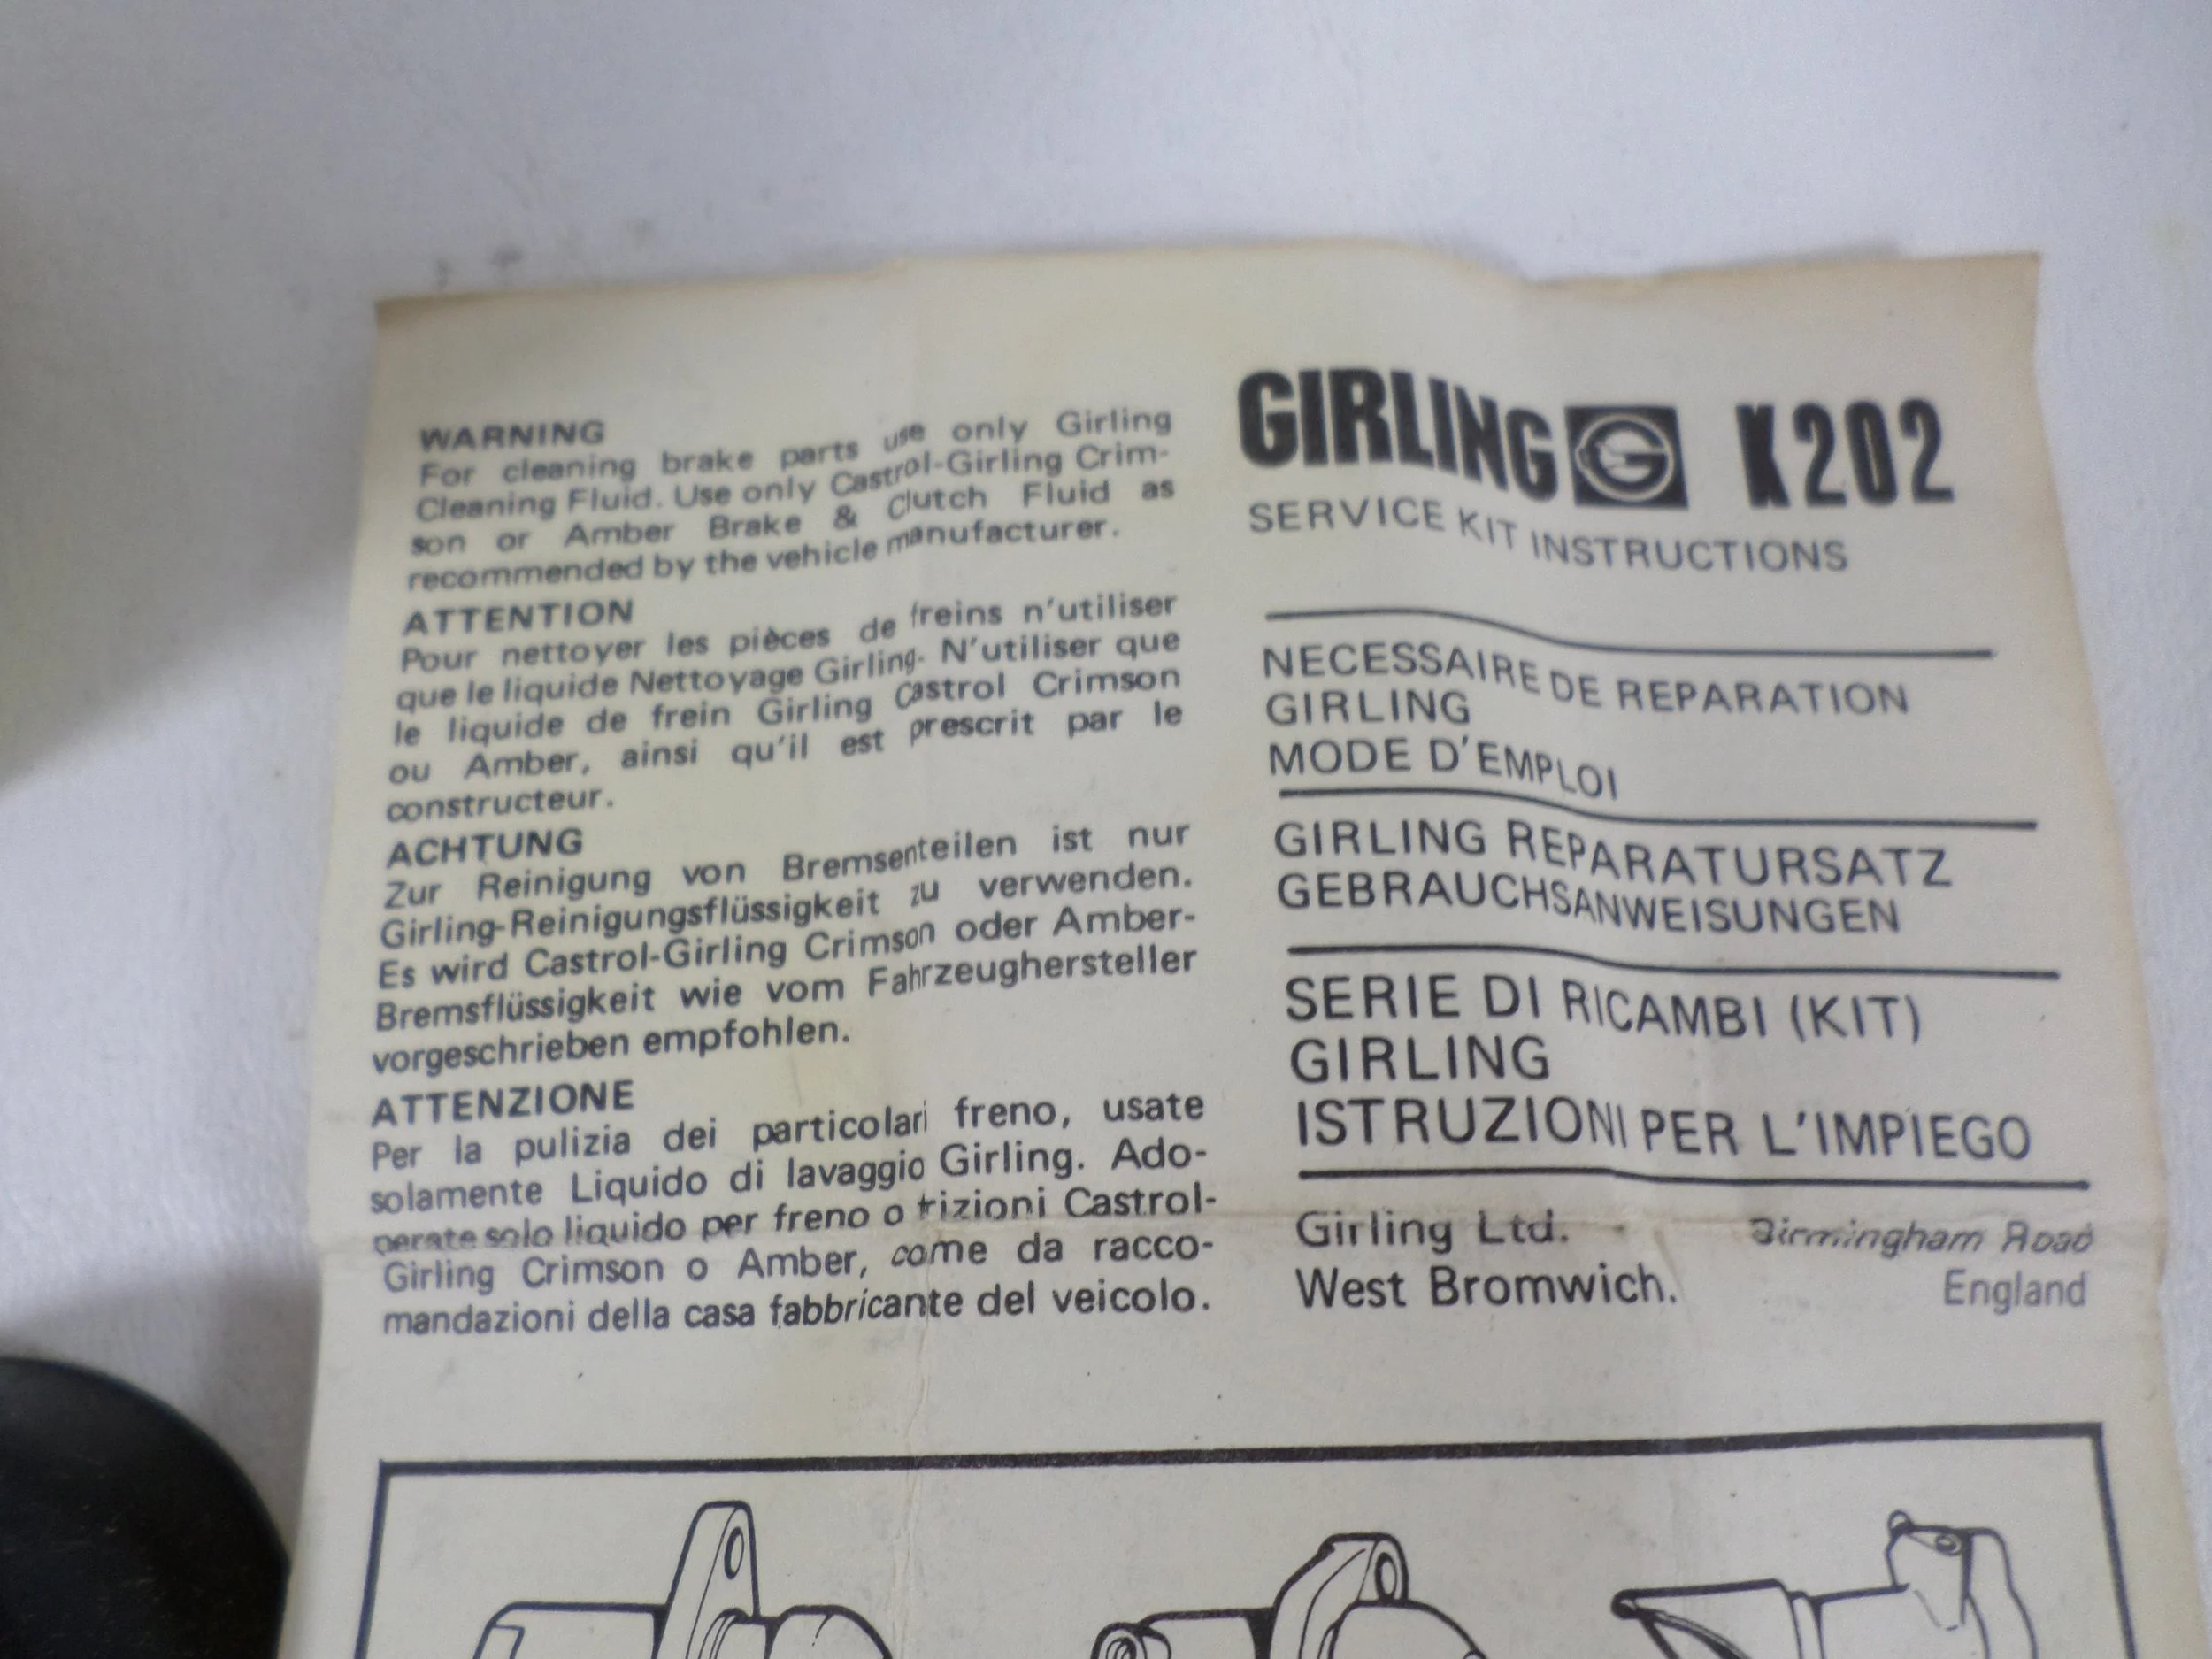 WARNING
For cleaning brake parts use only Girling
Cleaning Fluid. Use only Castrol-Girling Crim-
son or Amber Brake & Clutch Fluid as
recommended by the vehicle manufacturer.
ATTENTION
Pour nettoyer les pièces de freins n'utiliser
que le liquide Nettoyage Girling. N'utiliser que
le liquide de frein Girling Castrol Crimson
ou Amber, ainsi qu'il est prescrit par le
constructeur.
ACHTUNG
Zur Reinigung von Bremsenteilen ist nur
Girling-Reinigungsflüssigkeit zu verwenden.
Es wird Castrol-Girling Crimson oder Amber-
Bremsflüssigkeit wie vom Fahrzeughersteller
vorgeschrieben empfohlen.
ATTENZIONE
Per la pulizia dei particolari freno, usate
solamente Liquido di lavaggio Girling. Ado-
perate solo liquido per freno o frizioni Castrol-
Girling Crimson o Amber, come da racco-
mandazioni della casa fabbricante del veicolo.
GIRLING G K202
SERVICE KIT INSTRUCTIONS
NECESSAIRE DE REPARATION
GIRLING
MODE D'EMPLOI
GIRLING REPARATURSATZ
GEBRAUCHSANWEISUNGEN
SERIE DI RICAMBI (KIT)
GIRLING
ISTRUZIONI PER L'IMPIEGO
Girling Ltd. Birmingham Road
West Bromwich. England